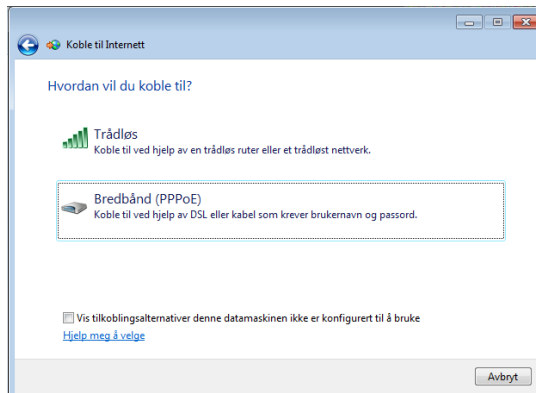 Koble til Internett
Hvordan vil du koble til?
Trådløs
Koble til ved hjelp av en trådløs ruter eller et trådløst nettverk.
Bredbånd (PPPoE)
Koble til ved hjelp av DSL eller kabel som krever brukernavn og passord.
Vis tilkoblingsalternativer denne datamaskinen ikke er konfigurert til å bruke
Hjelp meg å velge
Avbryt